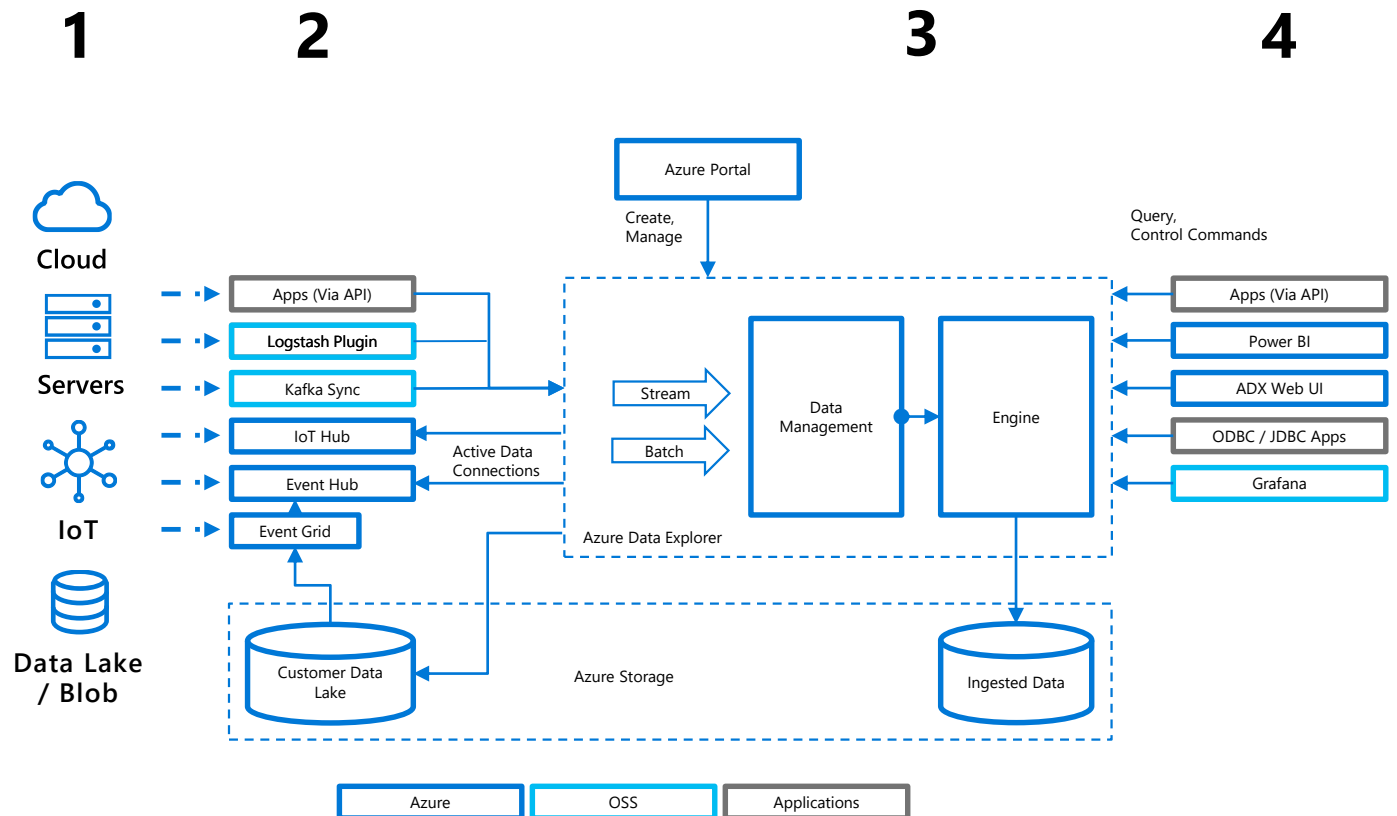 1
2
3
4
Azure Portal
Create,
Manage
Query,
Control Commands
Cloud
Servers
IoT
Data Lake
/ Blob
Apps (Via API)
Logstash Plugin
Kafka Sync
IoT Hub
Event Hub
Event Grid
Active Data
Connections
Stream
Batch
Data
Management
Engine
Azure Data Explorer
Apps (Via API)
Power BI
ADX Web UI
ODBC / JDBC Apps
Grafana
Customer Data
Lake
Azure Storage
Ingested Data
Azure
OSS
Applications